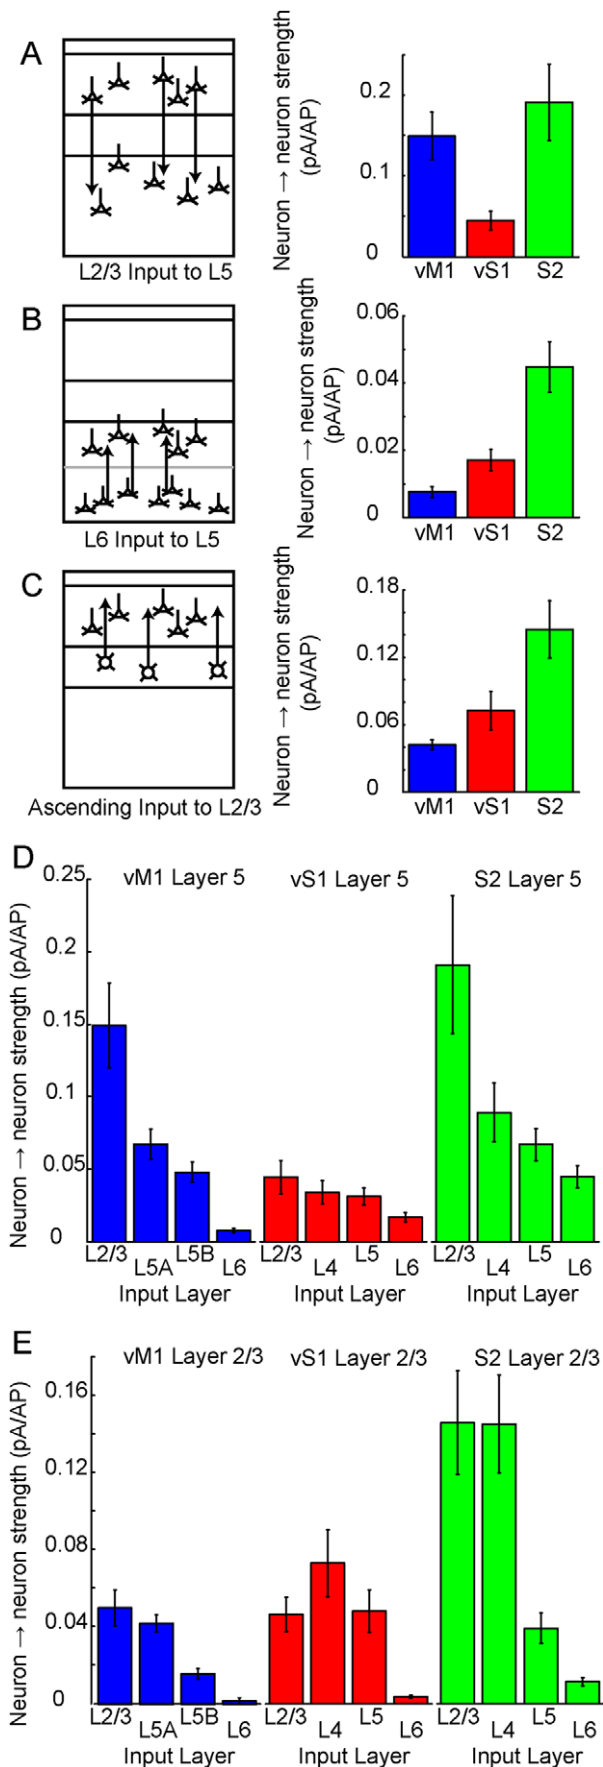 A
Neuron → neuron strength
(pA/AP)
0.2
0.1
0
vM1 vS1 S2
L2/3 Input to L5
B
Neuron → neuron strength
(pA/AP)
0.06
0.04
0.02
0
vM1 vS1 S2
L6 Input to L5
C
Neuron → neuron strength
(pA/AP)
0.18
0.12
0.06
0
vM1 vS1 S2
Ascending Input to L2/3
D
Neuron → neuron strength (pA/AP)
0.25
0.2
0.15
0.1
0.05
0
vM1 Layer 5 vS1 Layer 5 S2 Layer 5
L2/3 L5A L5B L6 L2/3 L4 L5 L6 L2/3 L4 L5 L6
Input Layer Input Layer Input Layer
E
Neuron → neuron strength (pA/AP)
0.16
0.12
0.08
0.04
0
vM1 Layer 2/3 vS1 Layer 2/3 S2 Layer 2/3
L2/3 L5A L5B L6 L2/3 L4 L5 L6 L2/3 L4 L5 L6
Input Layer Input Layer Input Layer